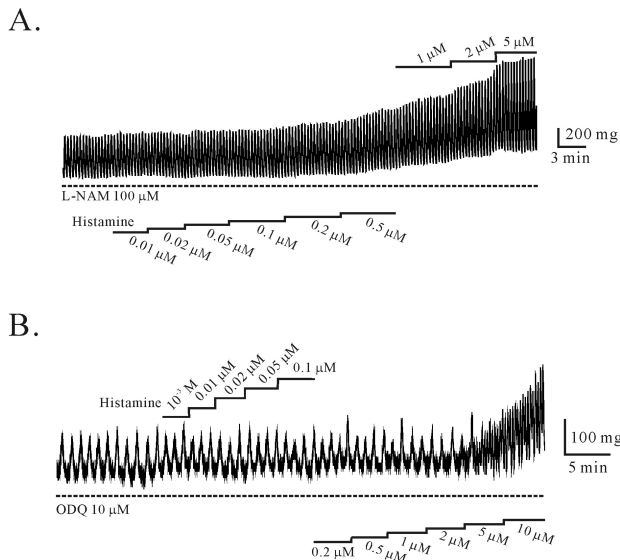 A.
1 µM 2 µM 5 µM
200 mg
3 min
L-NAM 100 µM
Histamine
0.01 µM 0.02 µM 0.05 µM 0.1 µM 0.2 µM 0.5 µM
B.
Histamine 10⁻³ M 0.01 µM 0.02 µM 0.05 µM 0.1 µM
100 mg
5 min
ODQ 10 µM
0.2 µM 0.5 µM 1 µM 2 µM 5 µM 10 µM